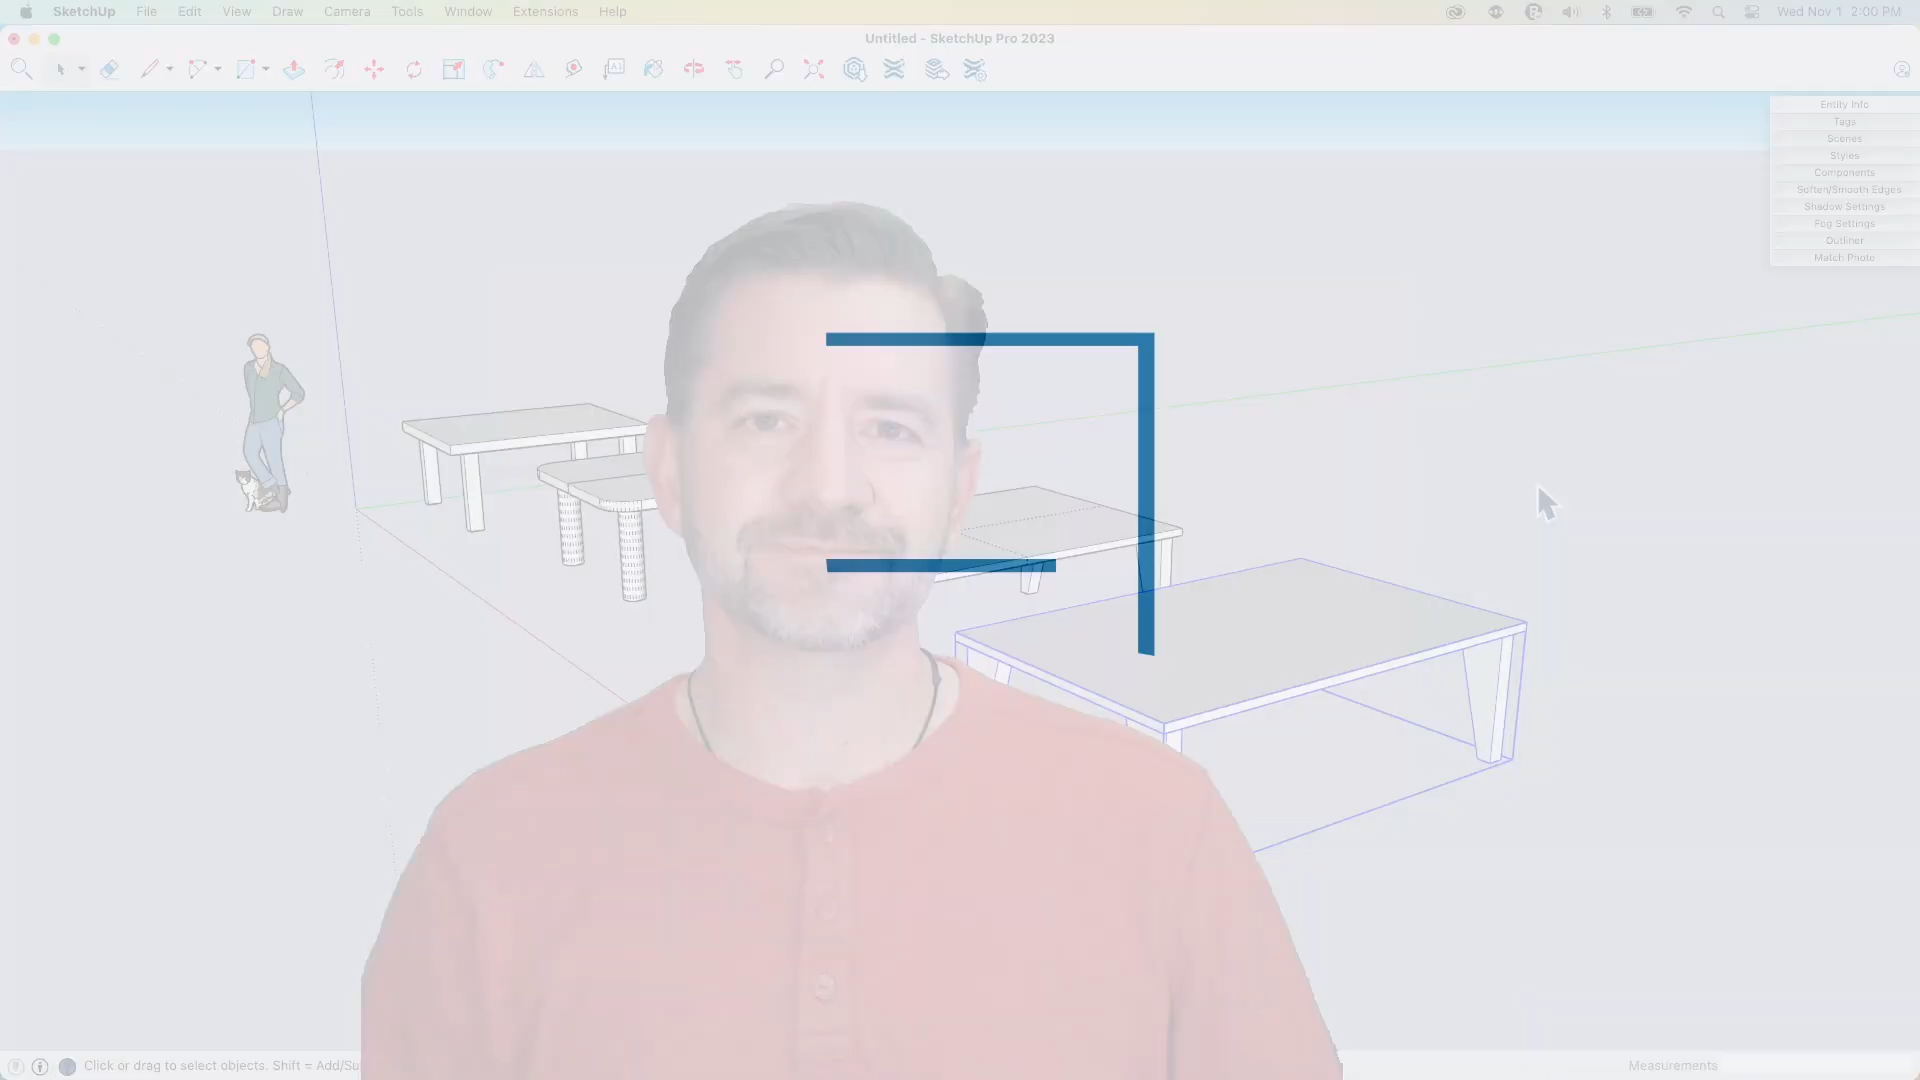 SketchUp File Edit View Draw Camera Tools Window Extensions Help Wed Nov 1 2:00 PM
Untitled - SketchUp Pro 2023
Entity Info
Tags
Scenes
Styles
Components
Soften/Smooth Edges
Shadow Settings
Fog Settings
Outliner
Match Photo
Click or drag to select objects. Shift = Add/Su
Measurements